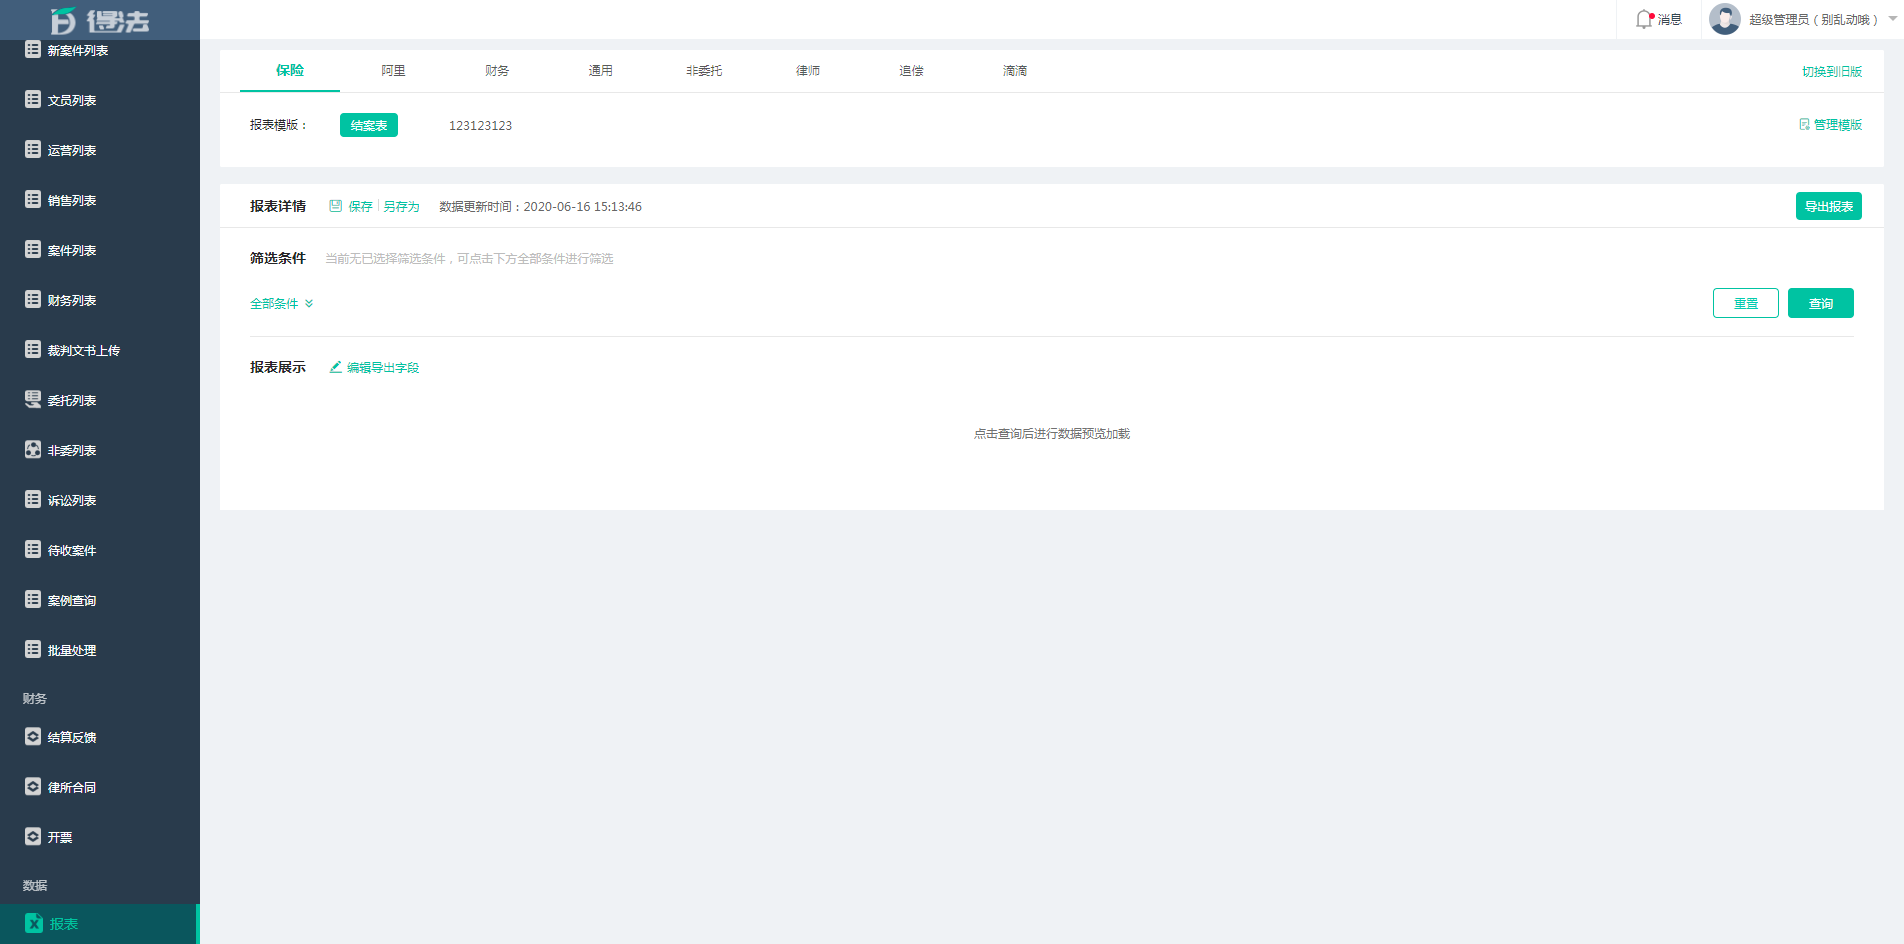 得法
消息
超级管理员(别乱动哦)
新案件列表
文员列表
运营列表
销售列表
案件列表
财务列表
裁判文书上传
委托列表
非委列表
诉讼列表
待收案件
案例查询
批量处理
财务
结算反馈
律所合同
开票
数据
报表
保险 阿里 财务 通用 非委托 律师 追偿 滴滴 切换到旧版
报表模版: 结案表 123123123 管理模版
报表详情 保存 另存为 数据更新时间:2020-06-16 15:13:46 导出报表
筛选条件 当前无已选择筛选条件,可点击下方全部条件进行筛选
全部条件 重置 查询
报表展示 编辑导出字段
点击查询后进行数据预览加载